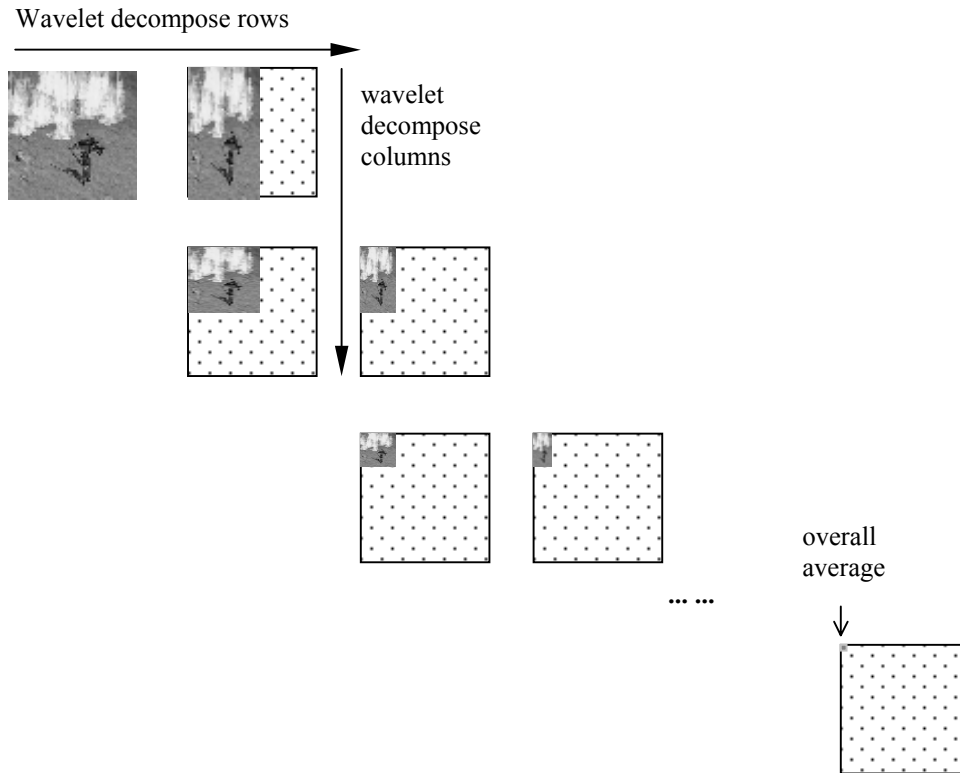 Wavelet decompose rows
wavelet
decompose
columns
overall
average
... ...